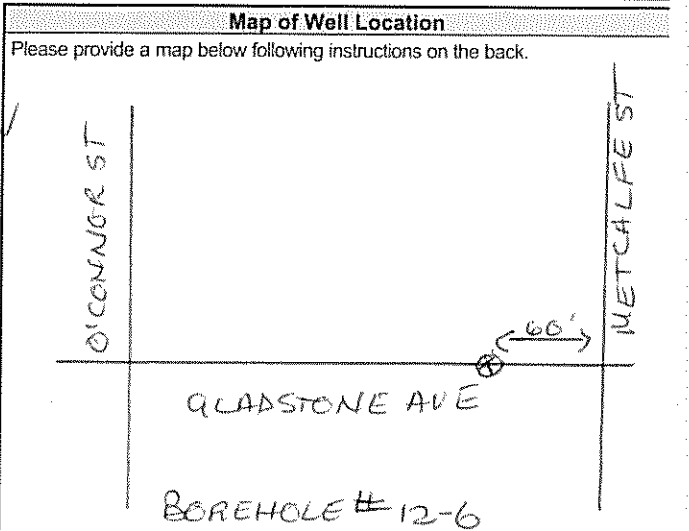 Map of Well Location
Please provide a map below following instructions on the back.
O'CONNOR ST
METCALFE ST
60'
GLADSTONE AVE
BOREHOLE # 12-6